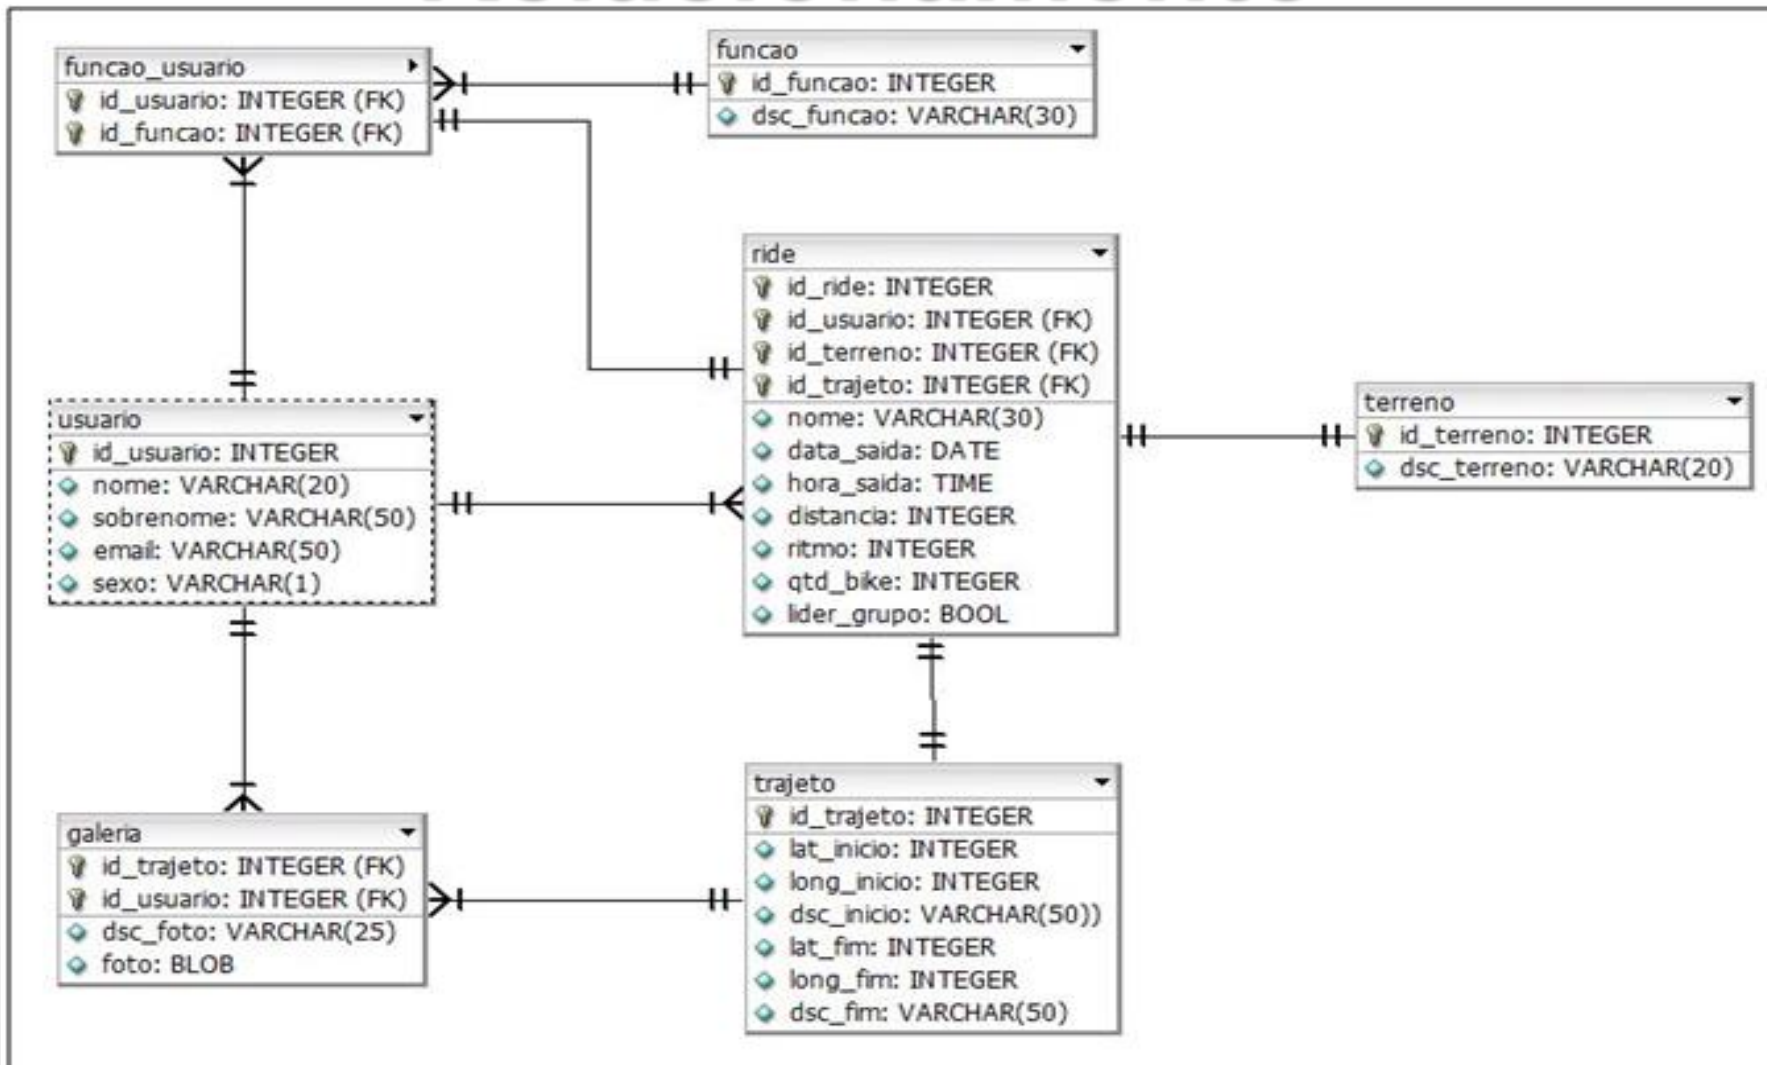 funcao_usuario
id_usuario: INTEGER (FK)
id_funcao: INTEGER (FK)
funcao
id_funcao: INTEGER
dsc_funcao: VARCHAR(30)
ride
id_ride: INTEGER
id_usuario: INTEGER (FK)
id_terreno: INTEGER (FK)
id_trajeto: INTEGER (FK)
nome: VARCHAR(30)
data_saida: DATE
hora_saida: TIME
distancia: INTEGER
ritmo: INTEGER
qtd_bike: INTEGER
lider_grupo: BOOL
terreno
id_terreno: INTEGER
dsc_terreno: VARCHAR(20)
usuario
id_usuario: INTEGER
nome: VARCHAR(20)
sobrenome: VARCHAR(50)
email: VARCHAR(50)
sexo: VARCHAR(1)
galeria
id_trajeto: INTEGER (FK)
id_usuario: INTEGER (FK)
dsc_foto: VARCHAR(25)
foto: BLOB
trajeto
id_trajeto: INTEGER
lat_inicio: INTEGER
long_inicio: INTEGER
dsc_inicio: VARCHAR(50))
lat_fim: INTEGER
long_fim: INTEGER
dsc_fim: VARCHAR(50)